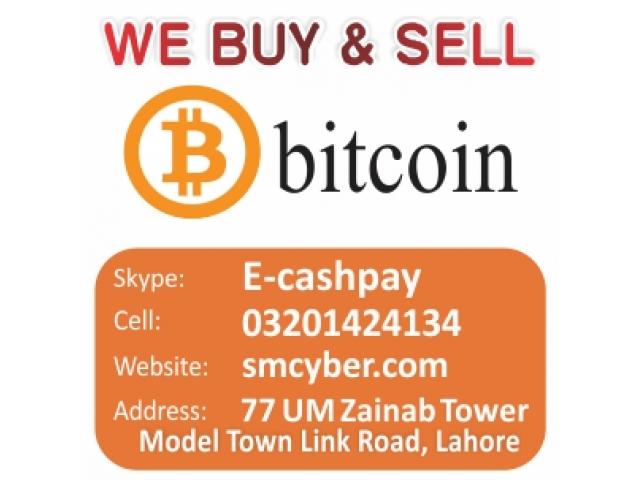 WE BUY & SELL
bitcoin
Skype: E-cashpay
Cell: 03201424134
Website: smcyber.com
Address: 77 UM Zainab Tower
Model Town Link Road, Lahore